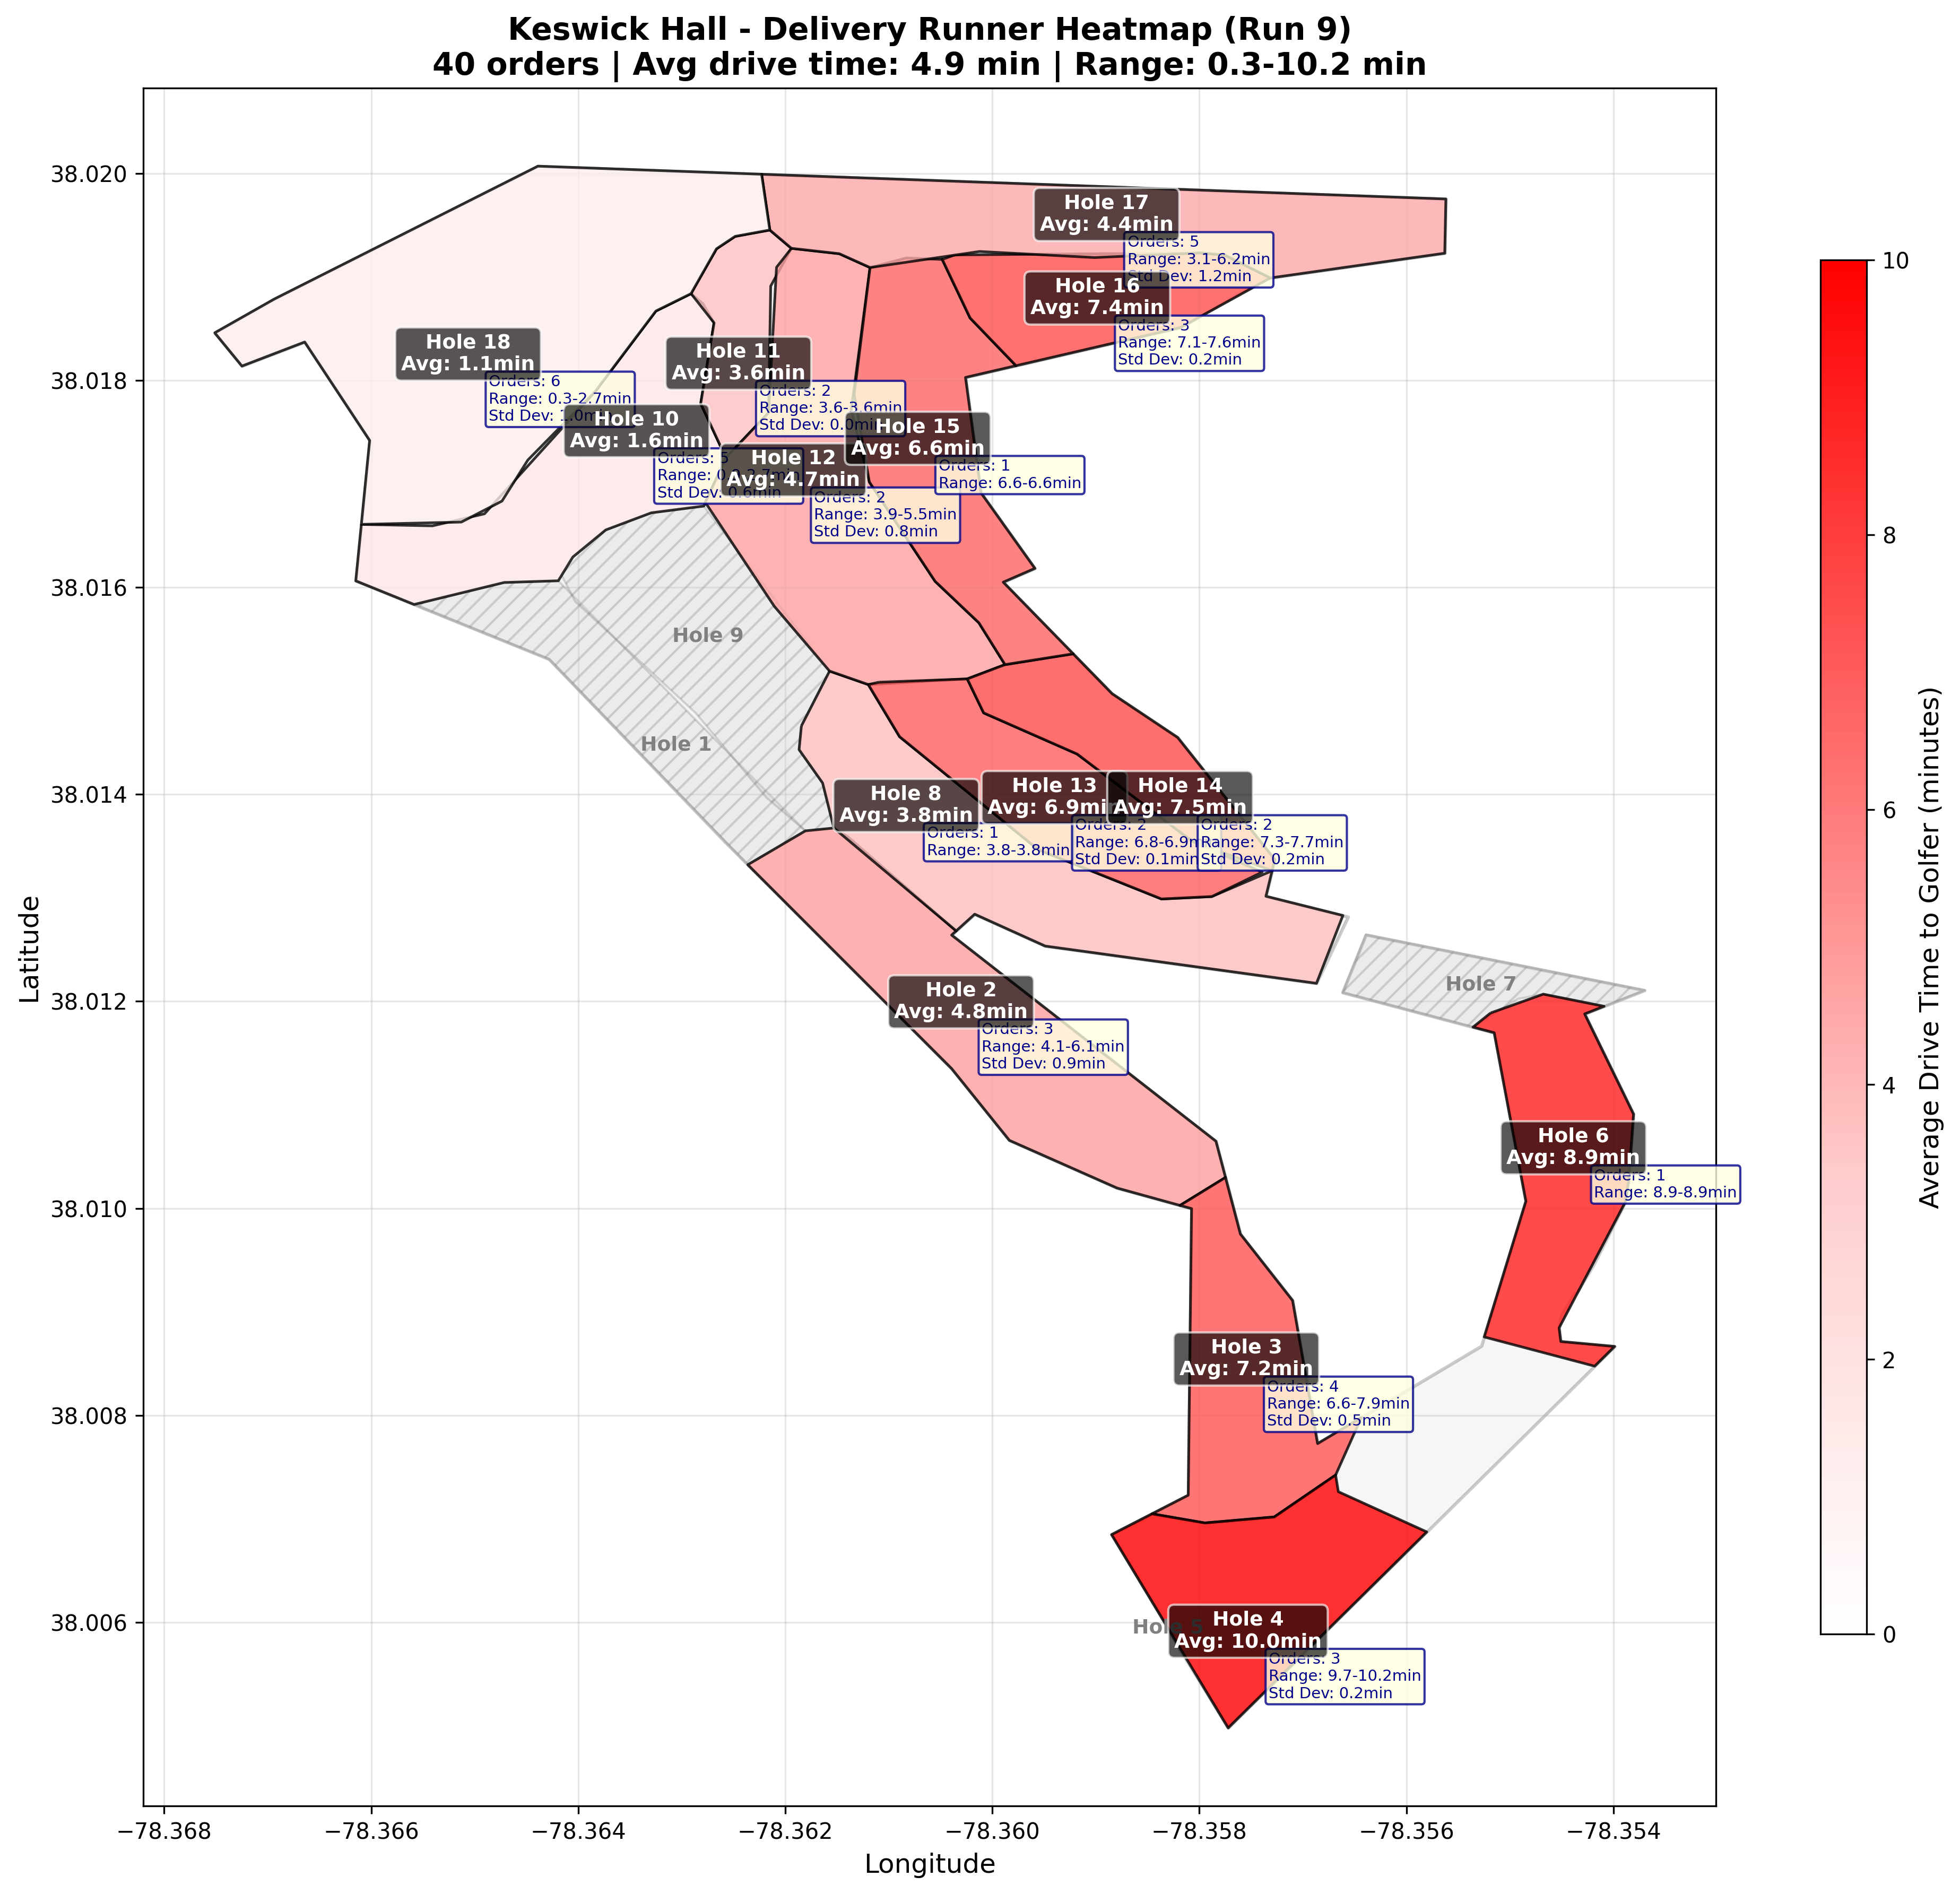 Keswick Hall - Delivery Runner Heatmap (Run 9)
40 orders | Avg drive time: 4.9 min | Range: 0.3-10.2 min
Latitude
38.020
38.018
38.016
38.014
38.012
38.010
38.008
38.006
Hole 17
Avg: 4.4min
Orders: 5
Range: 3.1-6.2min
Std Dev: 1.2min
Hole 16
Avg: 7.4min
Orders: 3
Range: 7.1-7.6min
Std Dev: 0.2min
Hole 18
Avg: 1.1min
Orders: 6
Range: 0.3-2.7min
Std Dev: 1.0min
Hole 11
Avg: 3.6min
Orders: 2
Range: 3.6-3.6min
Std Dev: 0.0min
Hole 10
Avg: 1.6min
Orders: 5
Range:
Std Dev: 0.6min
Hole 15
Avg: 6.6min
Orders: 1
Range: 6.6-6.6min
Hole 12
Avg: 4.7min
Orders: 2
Range: 3.9-5.5min
Std Dev: 0.8min
Hole 9
Hole 1
Hole 8
Avg: 3.8min
Orders: 1
Range: 3.8-3.8min
Hole 13
Avg: 6.9min
Orders: 2
Range: 6.8-6.9m
Std Dev: 0.1min
Hole 14
Avg: 7.5min
Orders: 2
Range: 7.3-7.7min
Std Dev: 0.2min
Hole 7
Hole 2
Avg: 4.8min
Orders: 3
Range: 4.1-6.1min
Std Dev: 0.9min
Hole 6
Avg: 8.9min
Orders: 1
Range: 8.9-8.9min
Hole 3
Avg: 7.2min
Orders: 4
Range: 6.6-7.9min
Std Dev: 0.5min
Hole 5
Hole 4
Avg: 10.0min
Orders: 3
Range: 9.7-10.2min
Std Dev: 0.2min
−78.368
−78.366
−78.364
−78.362
−78.360
−78.358
−78.356
−78.354
Longitude
10
8
6
4
2
0
Average Drive Time to Golfer (minutes)